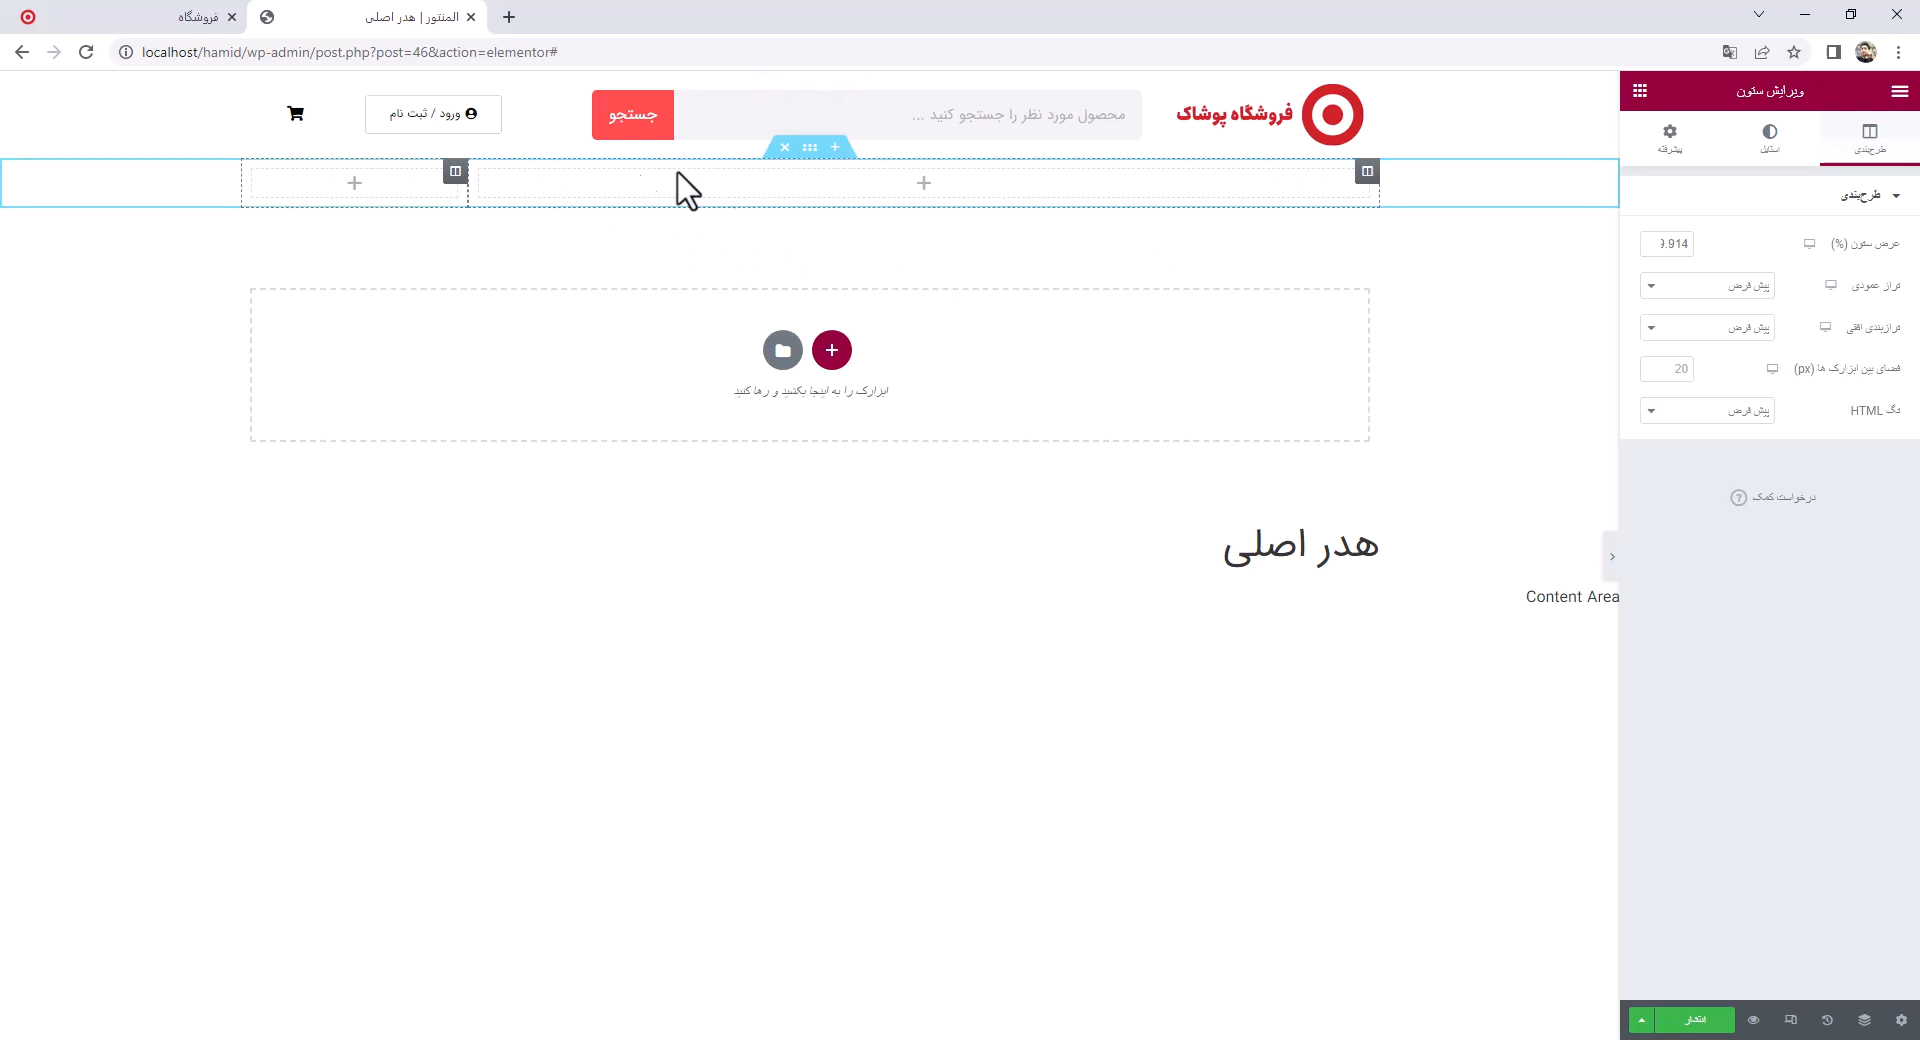 فروشگاه
المنتور | هدر اصلی
localhost/hamid/wp-admin/post.php?post=46&action=elementor#
فروشگاه پوشاک
محصول مورد نظر را جستجو کنید ...
جستجو
ورود / ثبت نام
ویرایش ستون
طرح‌بندی
استایل
پیشرفته
طرح‌بندی
عرض ستون (%)
9.914
تراز عمودی
پیش فرض
ترازبندی افقی
پیش فرض
فضای بین ابزارک ها (px)
20
تگ HTML
پیش فرض
درخواست کمک
ابزارک را به اینجا بکشید و رها کنید
هدر اصلی
Content Area
انتشار